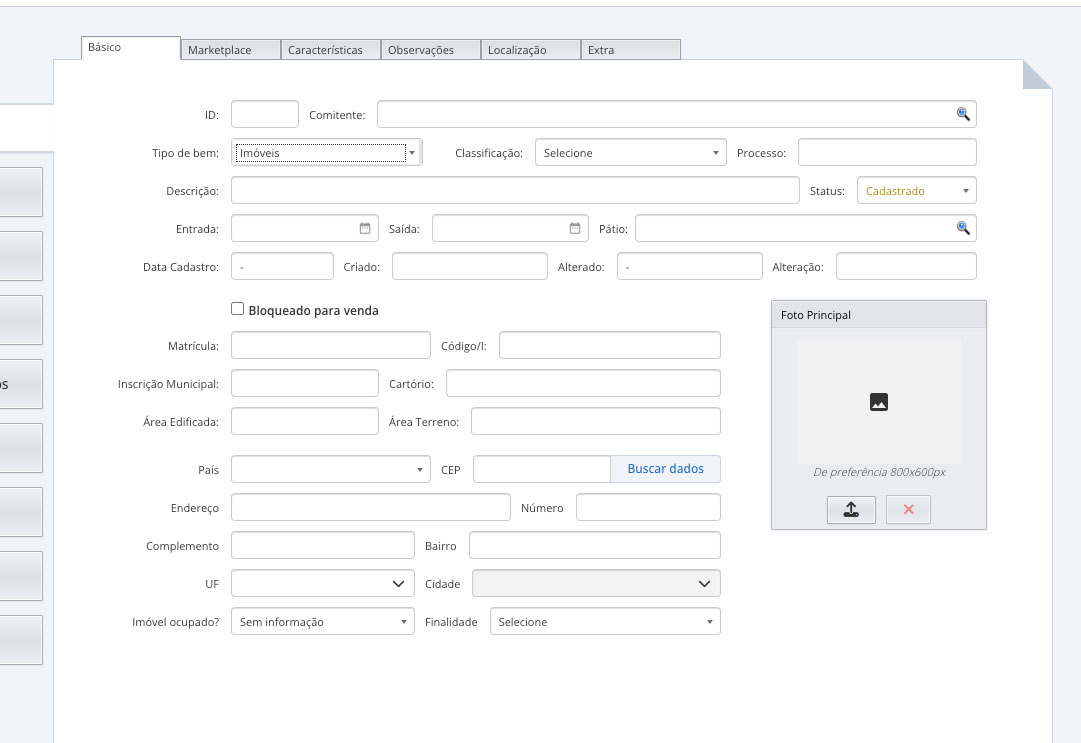 Básico Marketplace Características Observações Localização Extra
ID: Comitente:
Tipo de bem: Imóveis Classificação: Selecione Processo:
Descrição: Status: Cadastrado
Entrada: Saída: Pátio:
Data Cadastro: - Criado: Alterado: - Alteração:
Bloqueado para venda
Foto Principal
Matrícula: Código/I:
Inscrição Municipal: Cartório:
Área Edificada: Área Terreno:
País CEP Buscar dados
De preferência 800x600px
Endereço Número
Complemento Bairro
UF Cidade
Imóvel ocupado? Sem informação Finalidade Selecione